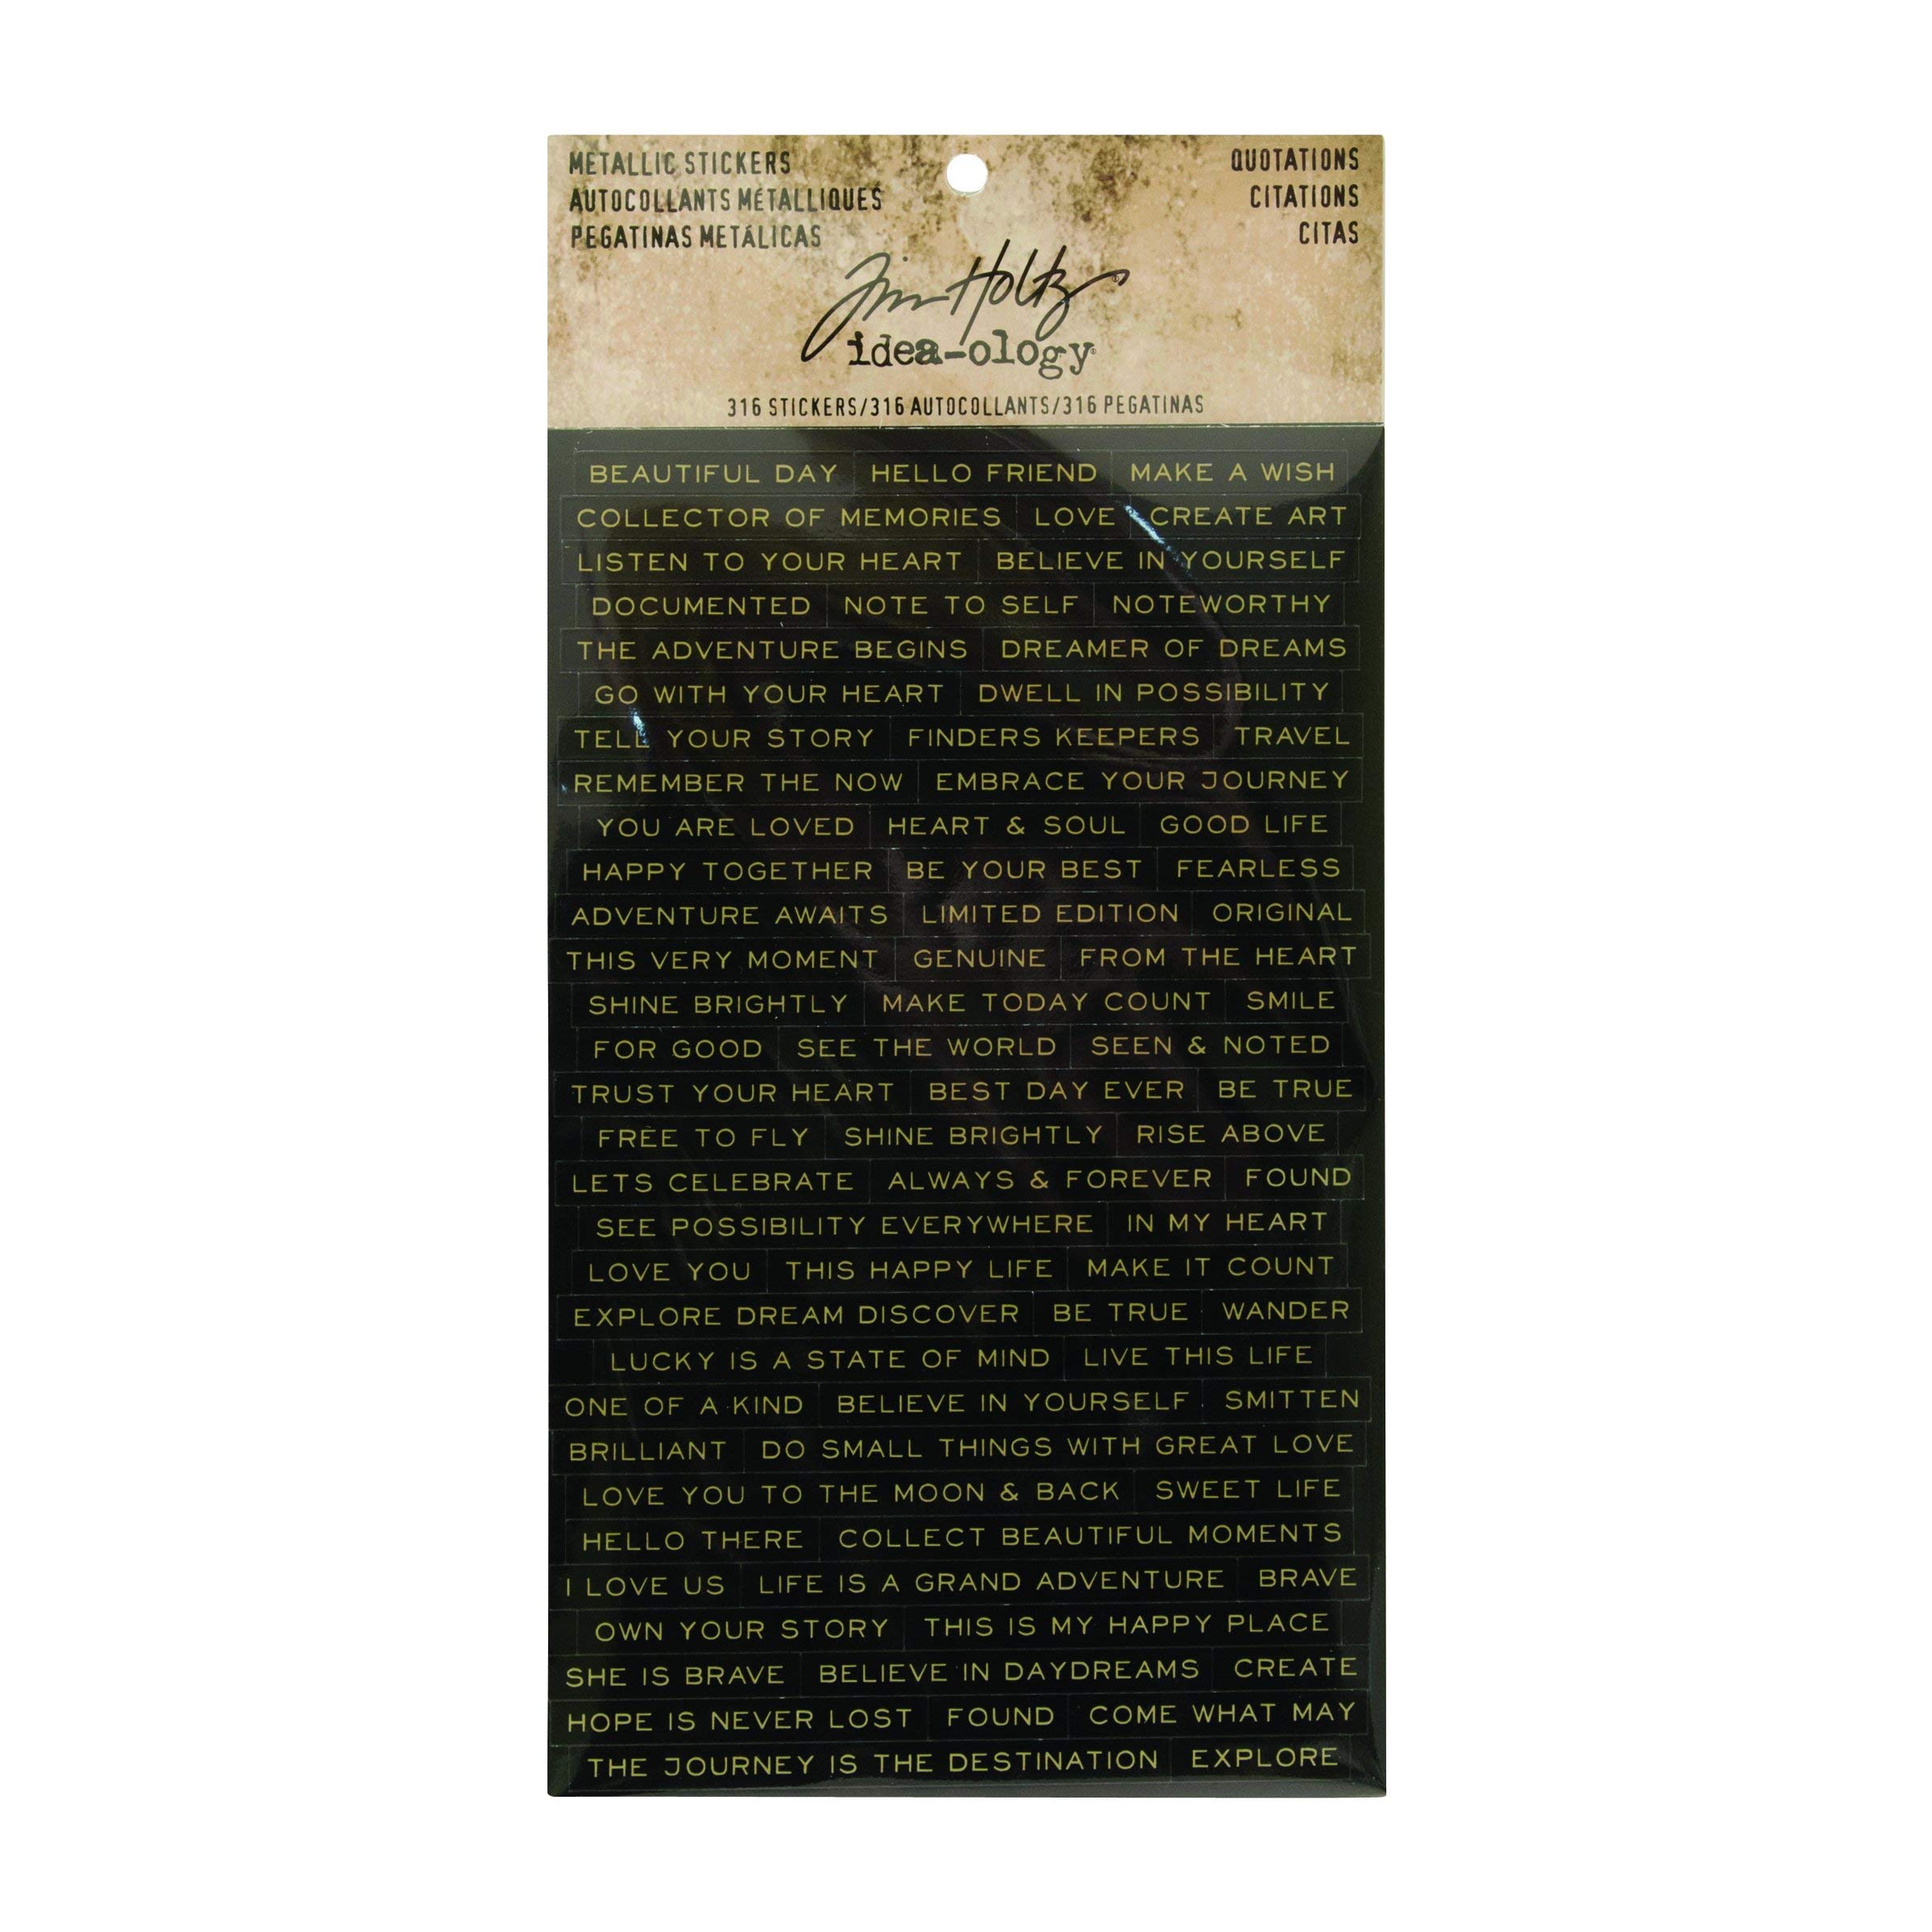 METALLIC STICKERS QUOTATIONS
AUTOCOLLANTS MÉTALLIQUES CITATIONS
PEGATINAS METÁLICAS CITAS
Tim Holtz®
idea-ology®
316 STICKERS/316 AUTOCOLLANTS/316 PEGATINAS
BEAUTIFUL DAY HELLO FRIEND MAKE A WISH
COLLECTOR OF MEMORIES LOVE CREATE ART
LISTEN TO YOUR HEART BELIEVE IN YOURSELF
DOCUMENTED NOTE TO SELF NOTEWORTHY
THE ADVENTURE BEGINS DREAMER OF DREAMS
GO WITH YOUR HEART DWELL IN POSSIBILITY
TELL YOUR STORY FINDERS KEEPERS TRAVEL
REMEMBER THE NOW EMBRACE YOUR JOURNEY
YOU ARE LOVED HEART & SOUL GOOD LIFE
HAPPY TOGETHER BE YOUR BEST FEARLESS
ADVENTURE AWAITS LIMITED EDITION ORIGINAL
THIS VERY MOMENT GENUINE FROM THE HEART
SHINE BRIGHTLY MAKE TODAY COUNT SMILE
FOR GOOD SEE THE WORLD SEEN & NOTED
TRUST YOUR HEART BEST DAY EVER BE TRUE
FREE TO FLY SHINE BRIGHTLY RISE ABOVE
LETS CELEBRATE ALWAYS & FOREVER FOUND
SEE POSSIBILITY EVERYWHERE IN MY HEART
LOVE YOU THIS HAPPY LIFE MAKE IT COUNT
EXPLORE DREAM DISCOVER BE TRUE WANDER
LUCKY IS A STATE OF MIND LIVE THIS LIFE
ONE OF A KIND BELIEVE IN YOURSELF SMITTEN
BRILLIANT DO SMALL THINGS WITH GREAT LOVE
LOVE YOU TO THE MOON & BACK SWEET LIFE
HELLO THERE COLLECT BEAUTIFUL MOMENTS
I LOVE US LIFE IS A GRAND ADVENTURE BRAVE
OWN YOUR STORY THIS IS MY HAPPY PLACE
SHE IS BRAVE BELIEVE IN DAYDREAMS CREATE
HOPE IS NEVER LOST FOUND COME WHAT MAY
THE JOURNEY IS THE DESTINATION EXPLORE